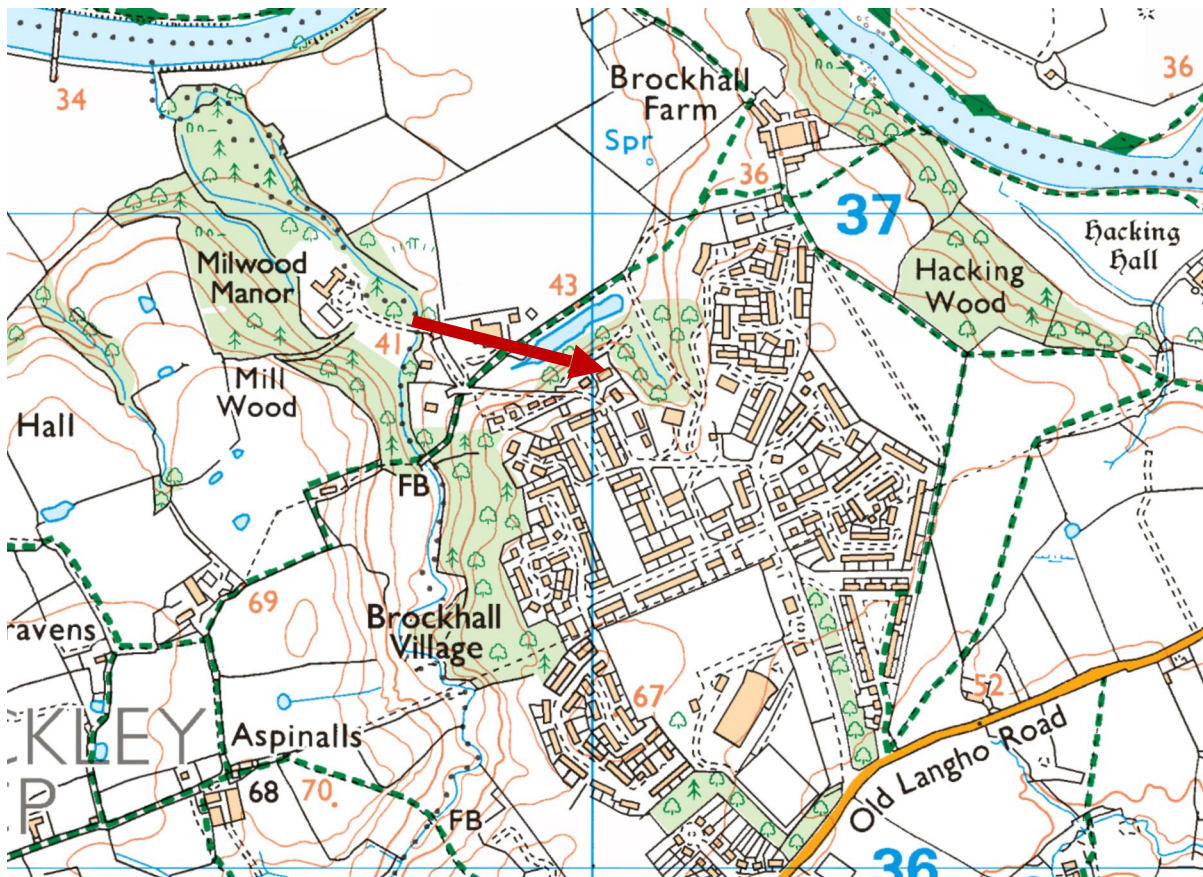 34
Brockhall
Farm
36
Spr
36
37
Hacking
Hall
Milwood
Manor
43
Hacking
Wood
41
Mill
Wood
Hall
FB
69
Brockhall
Village
ravens
67
52
CKLEY
Aspinalls
Old Langho Road
68
70.
P
FB
36